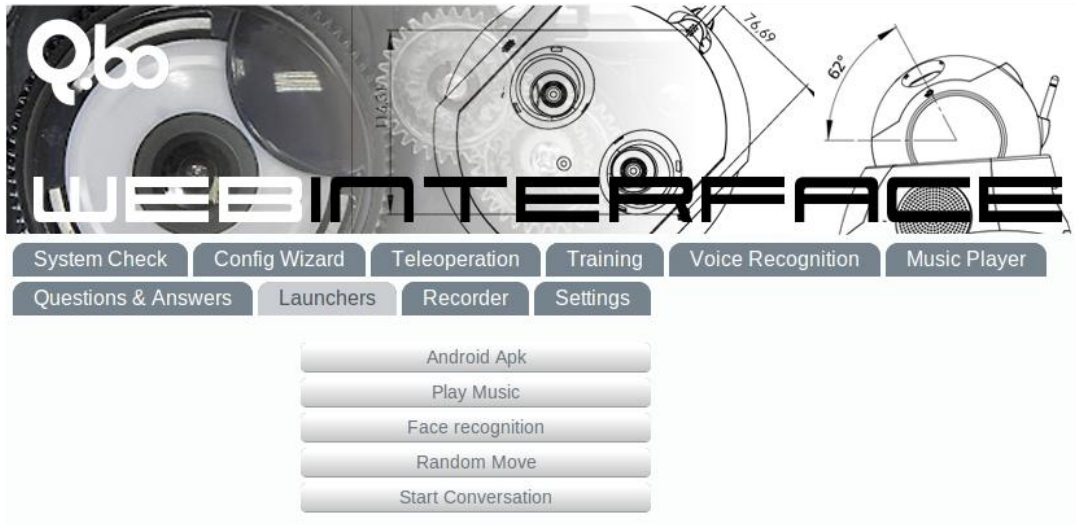 Q.bo
76,69
62°
WEBINTERFACE
System Check Config Wizard Teleoperation Training Voice Recognition Music Player
Questions & Answers Launchers Recorder Settings
Android Apk
Play Music
Face recognition
Random Move
Start Conversation